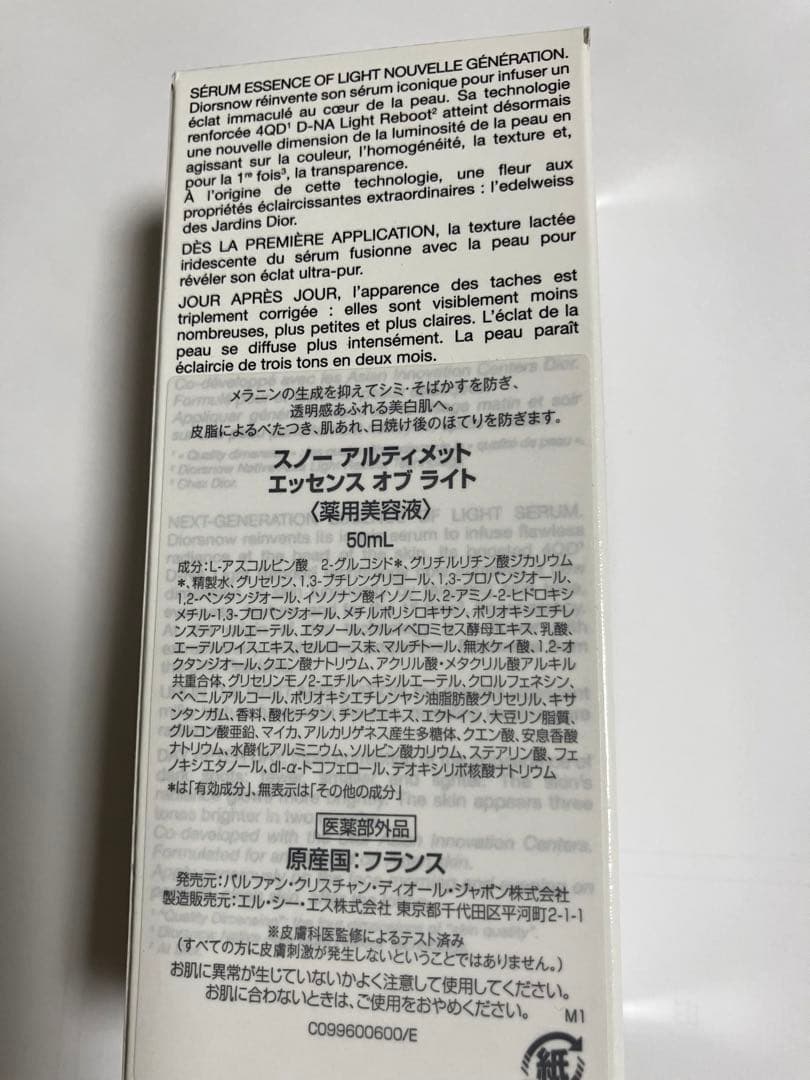 SÉRUM ESSENCE OF LIGHT NOUVELLE GÉNÉRATION.
Diorsnow réinvente son sérum iconique pour infuser un
éclat immaculé au cœur de la peau. Sa technologie
renforcée 4QD¹ D-NA Light Reboot² atteint désormais
une nouvelle dimension de la luminosité de la peau en
agissant sur la couleur, l'homogénéité, la texture et,
pour la 1re fois³, la transparence.
À l'origine de cette technologie, une fleur aux
propriétés éclaircissantes extraordinaires : l'edelweiss
des Jardins Dior.
DÈS LA PREMIÈRE APPLICATION, la texture lactée
iridescente du sérum fusionne avec la peau pour
révéler son éclat ultra-pur.
JOUR APRÈS JOUR, l'apparence des taches est
triplement corrigée : elles sont visiblement moins
nombreuses, plus petites et plus claires. L'éclat de la
peau se diffuse plus intensément. La peau paraît
éclaircie de trois tons en deux mois.
メラニンの生成を抑えてシミ・そばかすを防ぎ、
透明感あふれる美白肌へ。
皮脂によるべたつき、肌あれ、日焼け後のほてりを防ぎます。
スノー アルティメット
エッセンス オブ ライト
〈薬用美容液〉
50mL
成分:L-アスコルビン酸 2-グルコシド*、グリチルリチン酸ジカリウム
*、精製水、グリセリン、1,3-ブチレングリコール、1,3-プロパンジオール、
1,2-ペンタンジオール、イソノナン酸イソノニル、2-アミノ-2-ヒドロキシ
メチル-1,3-プロパンジオール、メチルポリシロキサン、ポリオキシエチレ
ンステアリルエーテル、エタノール、クルイベロミセス酵母エキス、乳酸、
エーデルワイスエキス、セルロース末、マルチトール、無水ケイ酸、1,2-オ
クタンジオール、クエン酸ナトリウム、アクリル酸・メタクリル酸アルキル
共重合体、グリセリンモノ2-エチルヘキシルエーテル、クロルフェネシン、
ベヘニルアルコール、ポリオキシエチレンヤシ油脂肪酸グリセリル、キサ
ンタンガム、香料、酸化チタン、チンピエキス、エクトイン、大豆リン脂質、
グルコン酸亜鉛、マイカ、アルカリゲネス産生多糖体、クエン酸、安息香酸
ナトリウム、水酸化アルミニウム、ソルビン酸カリウム、ステアリン酸、フェ
ノキシエタノール、dl-α-トコフェロール、デオキシリボ核酸ナトリウム
*は「有効成分」、無表示は「その他の成分」
医薬部外品
原産国:フランス
発売元:パルファン・クリスチャン・ディオール・ジャポン株式会社
製造販売元:エル・シー・エス株式会社 東京都千代田区平河町2-1-1
※皮膚科医監修によるテスト済み
(すべての方に皮膚刺激が発生しないということではありません。)
お肌に異常が生じていないかよく注意して使用してください。
お肌に合わないときは、ご使用をおやめください。
M1
C099600600/E
紙